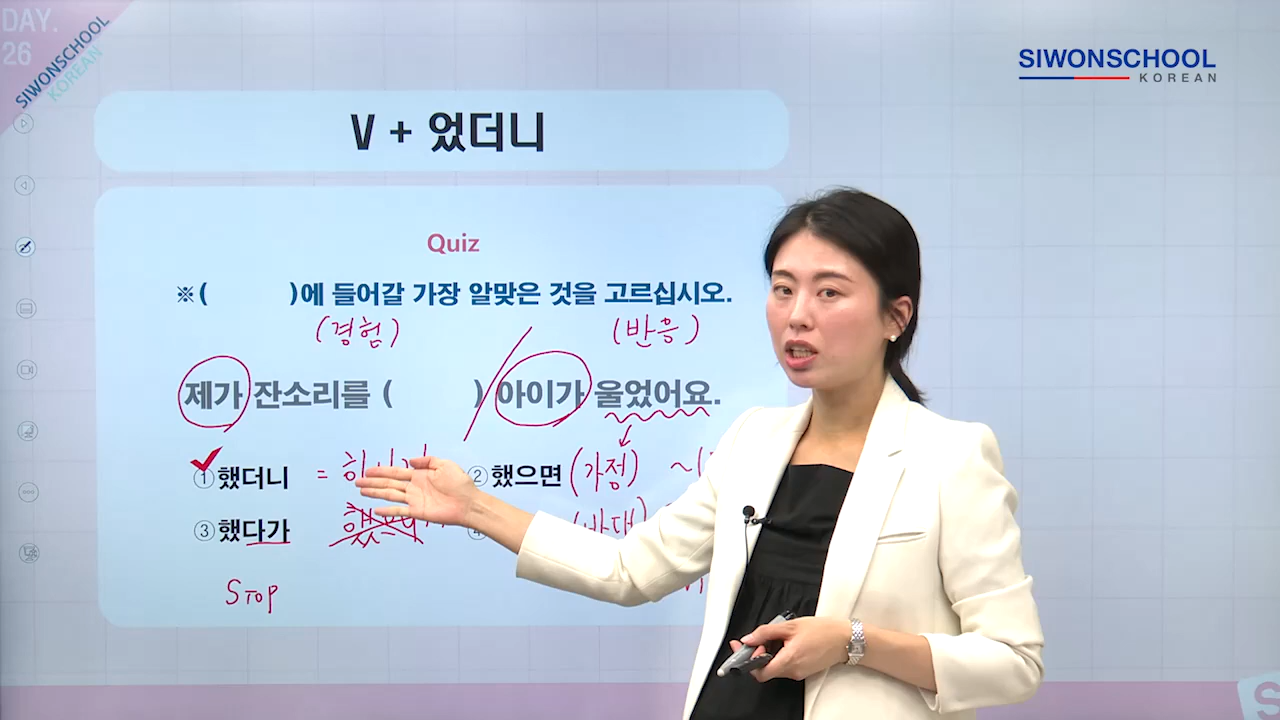 DAY.
26
SIWONSCHOOL
KOREAN
SIWONSCHOOL
KOREAN
V + 었더니
Quiz
※( )에 들어갈 가장 알맞은 것을 고르십시오.
(경험) (반응)
제가 잔소리를 ( ) 아이가 울었어요.
①했더니 = ②했으면 (가정)
③했다가
Stop